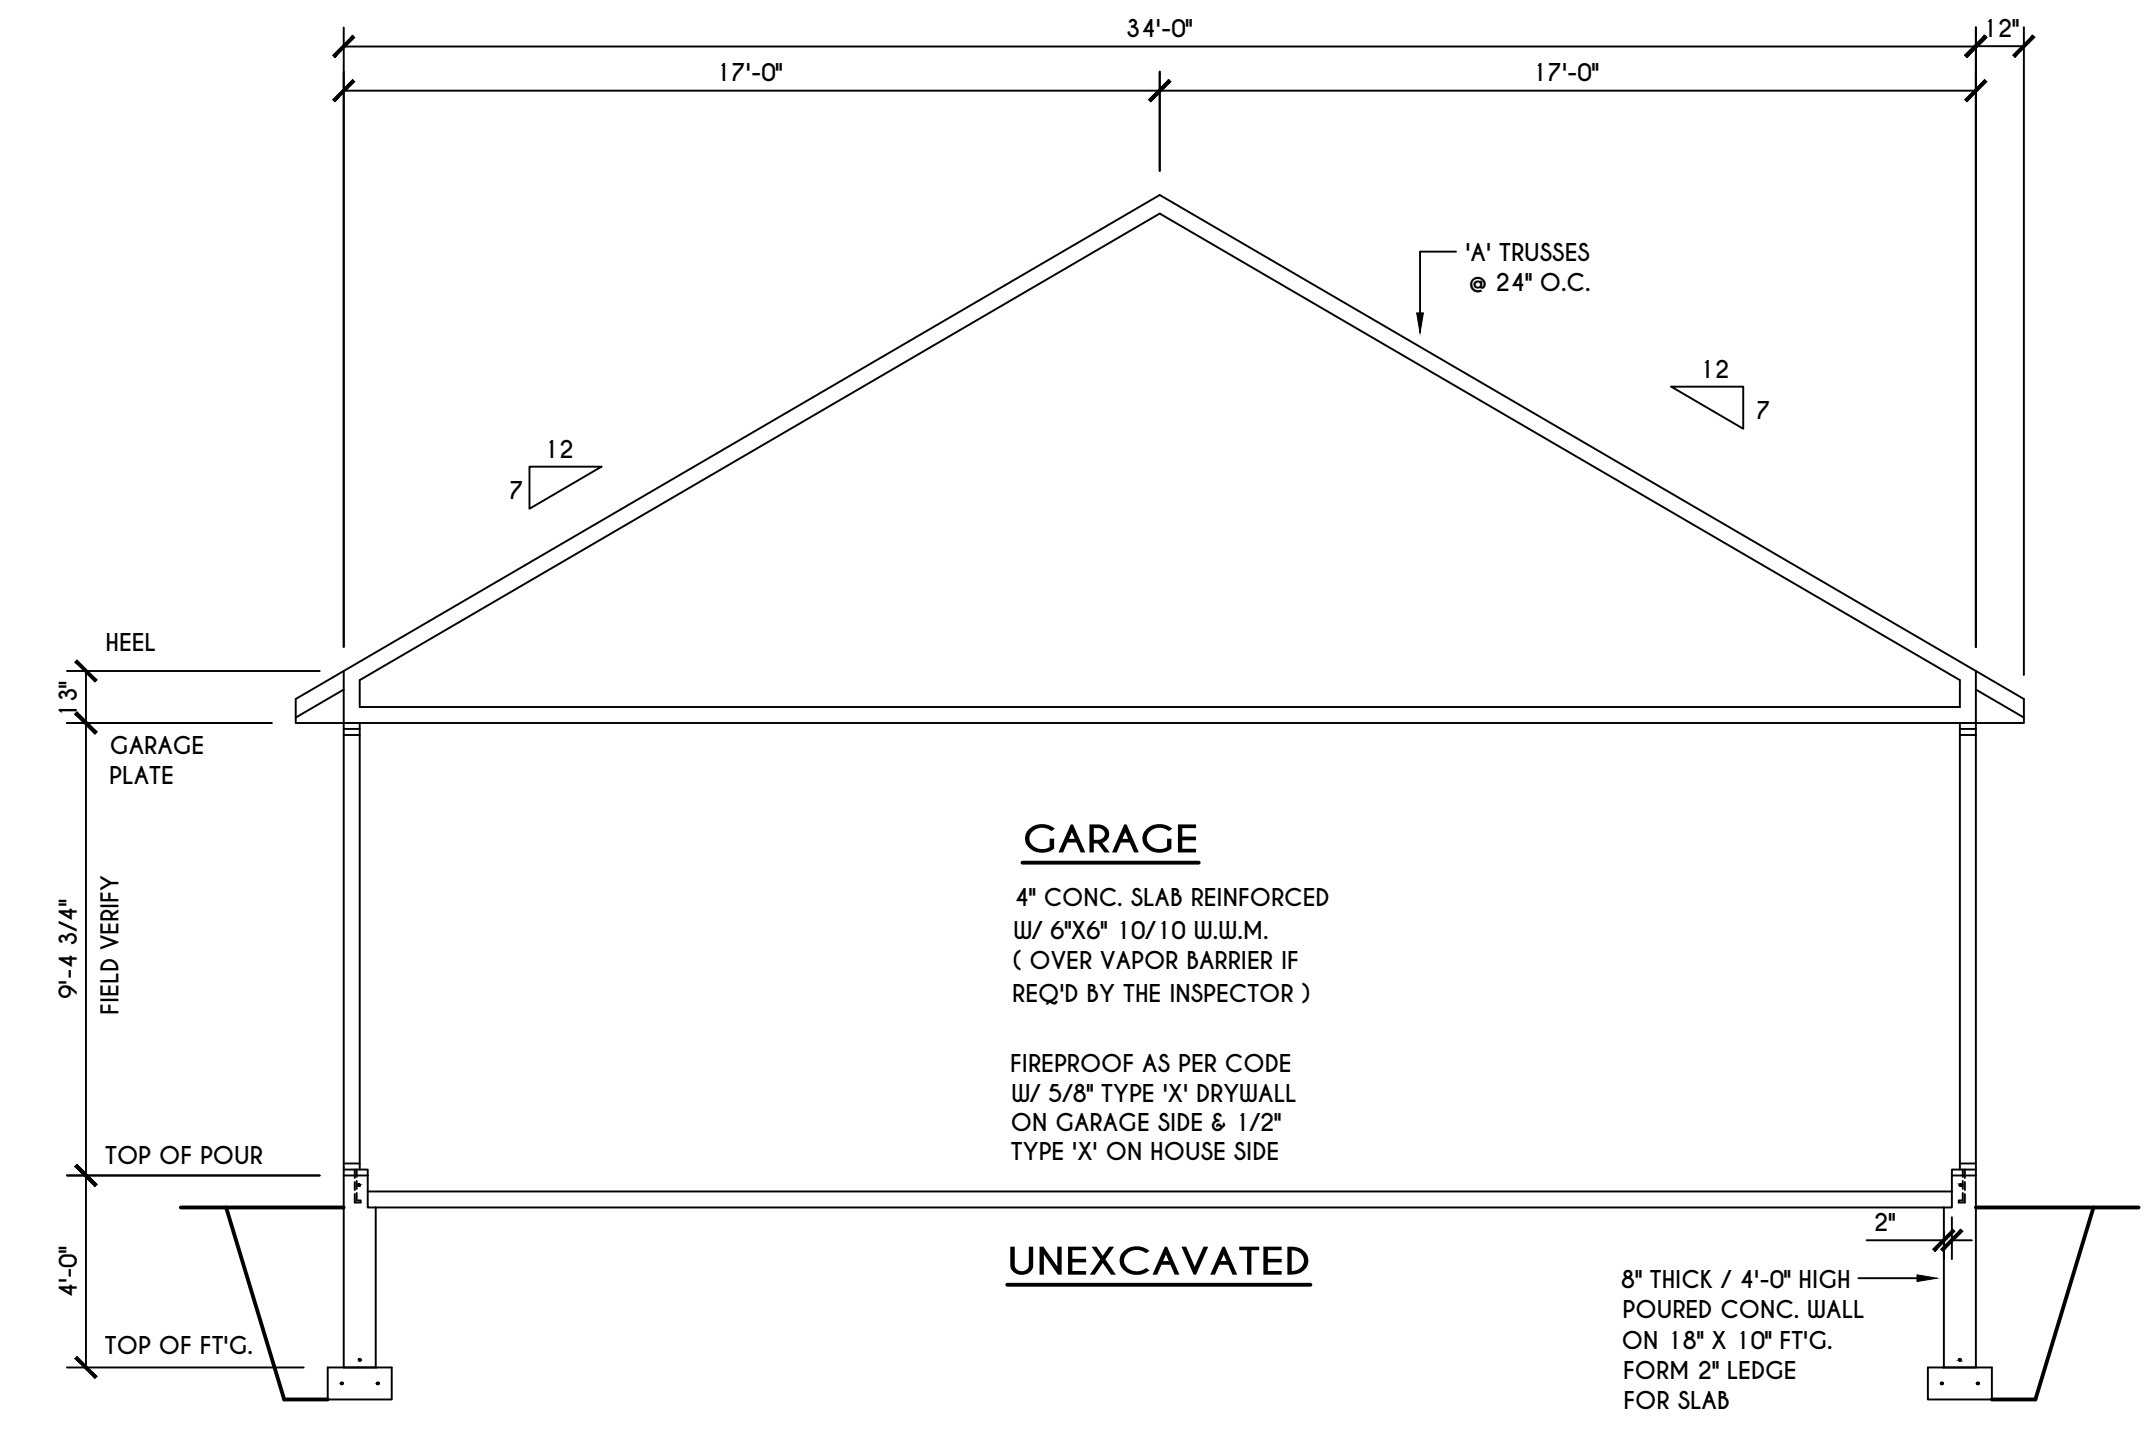 34'-0"
12"
17'-0"
17'-0"
'A' TRUSSES
@ 24" O.C.
12
7
12
7
HEEL
13"
GARAGE
PLATE
9'-4 3/4"
FIELD VERIFY
GARAGE
4" CONC. SLAB REINFORCED
W/ 6"X6" 10/10 W.W.M.
( OVER VAPOR BARRIER IF
REQ'D BY THE INSPECTOR )
FIREPROOF AS PER CODE
W/ 5/8" TYPE 'X' DRYWALL
ON GARAGE SIDE & 1/2"
TYPE 'X' ON HOUSE SIDE
TOP OF POUR
4'-0"
TOP OF FT'G.
UNEXCAVATED
2"
8" THICK / 4'-0" HIGH
POURED CONC. WALL
ON 18" X 10" FT'G.
FORM 2" LEDGE
FOR SLAB